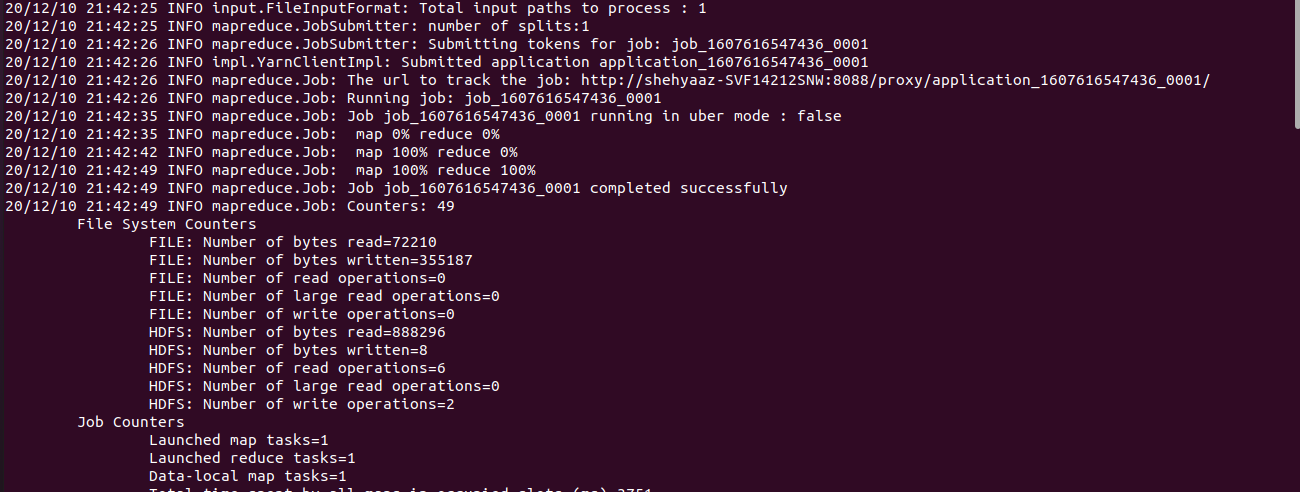 20/12/10 21:42:25 INFO input.FileInputFormat: Total input paths to process : 1
20/12/10 21:42:25 INFO mapreduce.JobSubmitter: number of splits:1
20/12/10 21:42:26 INFO mapreduce.JobSubmitter: Submitting tokens for job: job_1607616547436_0001
20/12/10 21:42:26 INFO impl.YarnClientImpl: Submitted application application_1607616547436_0001
20/12/10 21:42:26 INFO mapreduce.Job: The url to track the job: http://shehyaaz-SVF14212SNW:8088/proxy/application_1607616547436_0001/
20/12/10 21:42:26 INFO mapreduce.Job: Running job: job_1607616547436_0001
20/12/10 21:42:35 INFO mapreduce.Job: Job job_1607616547436_0001 running in uber mode : false
20/12/10 21:42:35 INFO mapreduce.Job:  map 0% reduce 0%
20/12/10 21:42:42 INFO mapreduce.Job:  map 100% reduce 0%
20/12/10 21:42:49 INFO mapreduce.Job:  map 100% reduce 100%
20/12/10 21:42:49 INFO mapreduce.Job: Job job_1607616547436_0001 completed successfully
20/12/10 21:42:49 INFO mapreduce.Job: Counters: 49
File System Counters
FILE: Number of bytes read=72210
FILE: Number of bytes written=355187
FILE: Number of read operations=0
FILE: Number of large read operations=0
FILE: Number of write operations=0
HDFS: Number of bytes read=888296
HDFS: Number of bytes written=8
HDFS: Number of read operations=6
HDFS: Number of large read operations=0
HDFS: Number of write operations=2
Job Counters
Launched map tasks=1
Launched reduce tasks=1
Data-local map tasks=1
Total time spent by all maps in occupied slots (ms)=3751